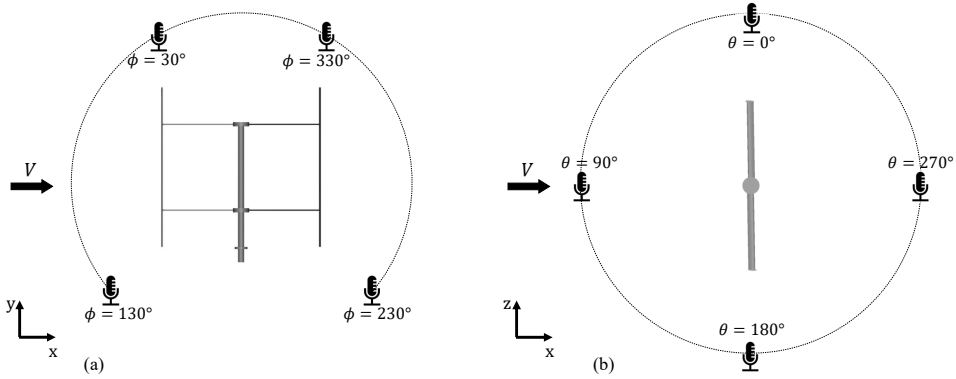 ϕ = 30°
ϕ = 330°
V
ϕ = 130°
ϕ = 230°
y
x
(a)
θ = 0°
θ = 90°
θ = 270°
V
θ = 180°
z
x
(b)